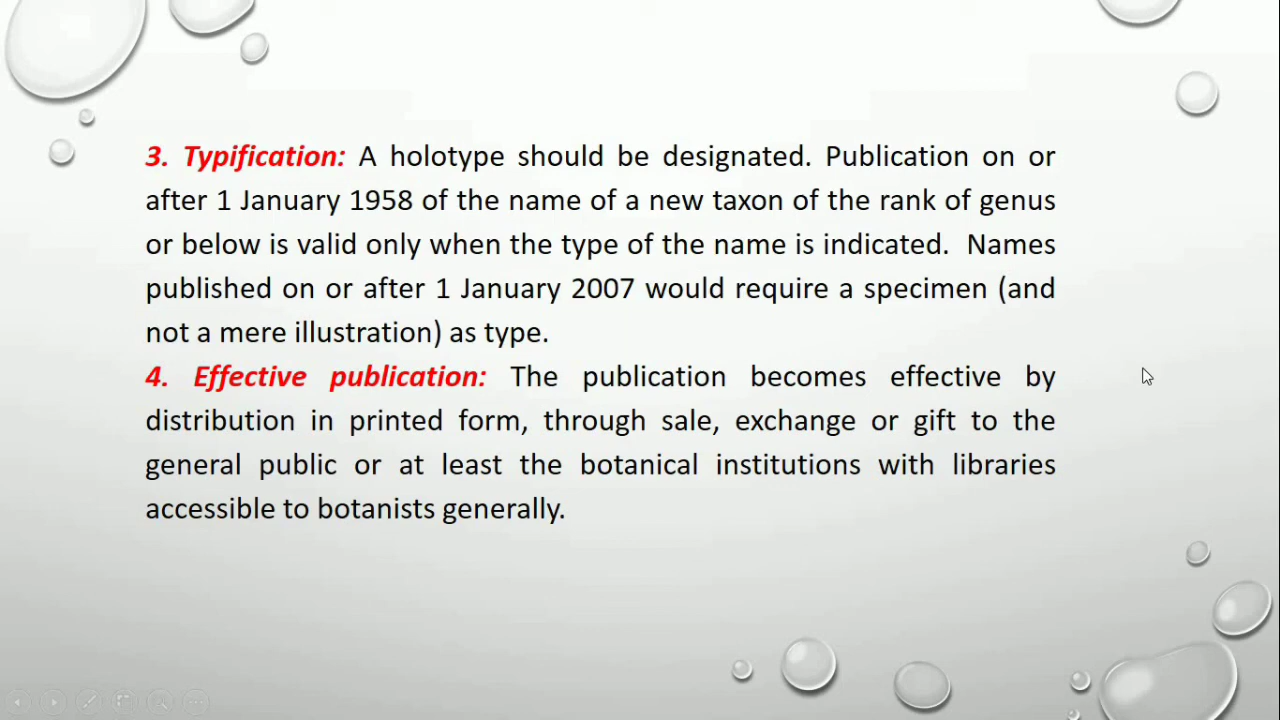 3. Typification: A holotype should be designated. Publication on or
after 1 January 1958 of the name of a new taxon of the rank of genus
or below is valid only when the type of the name is indicated. Names
published on or after 1 January 2007 would require a specimen (and
not a mere illustration) as type.
4. Effective publication: The publication becomes effective by
distribution in printed form, through sale, exchange or gift to the
general public or at least the botanical institutions with libraries
accessible to botanists generally.